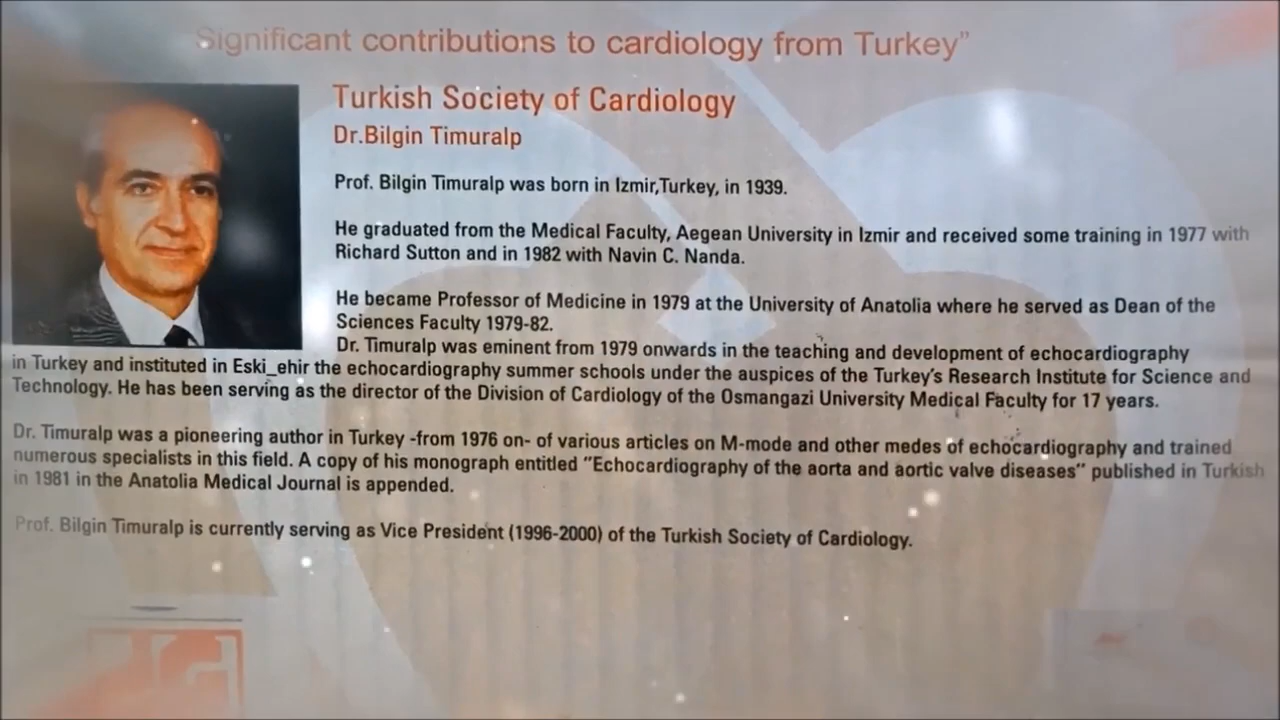 Significant contributions to cardiology from Turkey"
Turkish Society of Cardiology
Dr.Bilgin Timuralp
Prof. Bilgin Timuralp was born in Izmir,Turkey, in 1939.
He graduated from the Medical Faculty, Aegean University in Izmir and received some training in 1977 with
Richard Sutton and in 1982 with Navin C. Nanda.
He became Professor of Medicine in 1979 at the University of Anatolia where he served as Dean of the
Sciences Faculty 1979-82.
Dr. Timuralp was eminent from 1979 onwards in the teaching and development of echocardiography
in Turkey and instituted in Eski_ehir the echocardiography summer schools under the auspices of the Turkey's Research Institute for Science and
Technology. He has been serving as the director of the Division of Cardiology of the Osmangazi University Medical Faculty for 17 years.
Dr. Timuralp was a pioneering author in Turkey -from 1976 on- of various articles on M-mode and other medes of echocardiography and trained
numerous specialists in this field. A copy of his monograph entitled "Echocardiography of the aorta and aortic valve diseases" published in Turkish
in 1981 in the Anatolia Medical Journal is appended.
Prof. Bilgin Timuralp is currently serving as Vice President (1996-2000) of the Turkish Society of Cardiology.